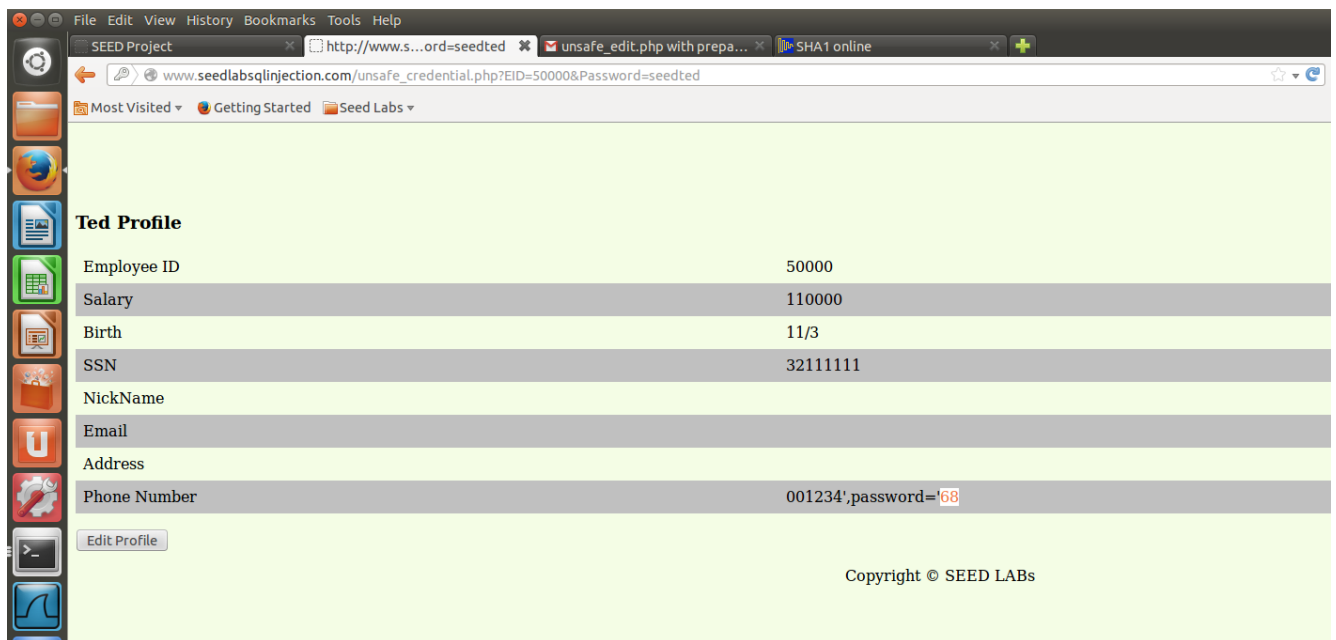 File Edit View History Bookmarks Tools Help
SEED Project http://www.s...ord=seedted unsafe_edit.php with prepa... SHA1 online
www.seedlabsqlinjection.com/unsafe_credential.php?EID=50000&Password=seedted
Most Visited Getting Started Seed Labs
Ted Profile
Employee ID 50000
Salary 110000
Birth 11/3
SSN 32111111
NickName
Email
Address
Phone Number 001234',password='68
Edit Profile
Copyright © SEED LABs